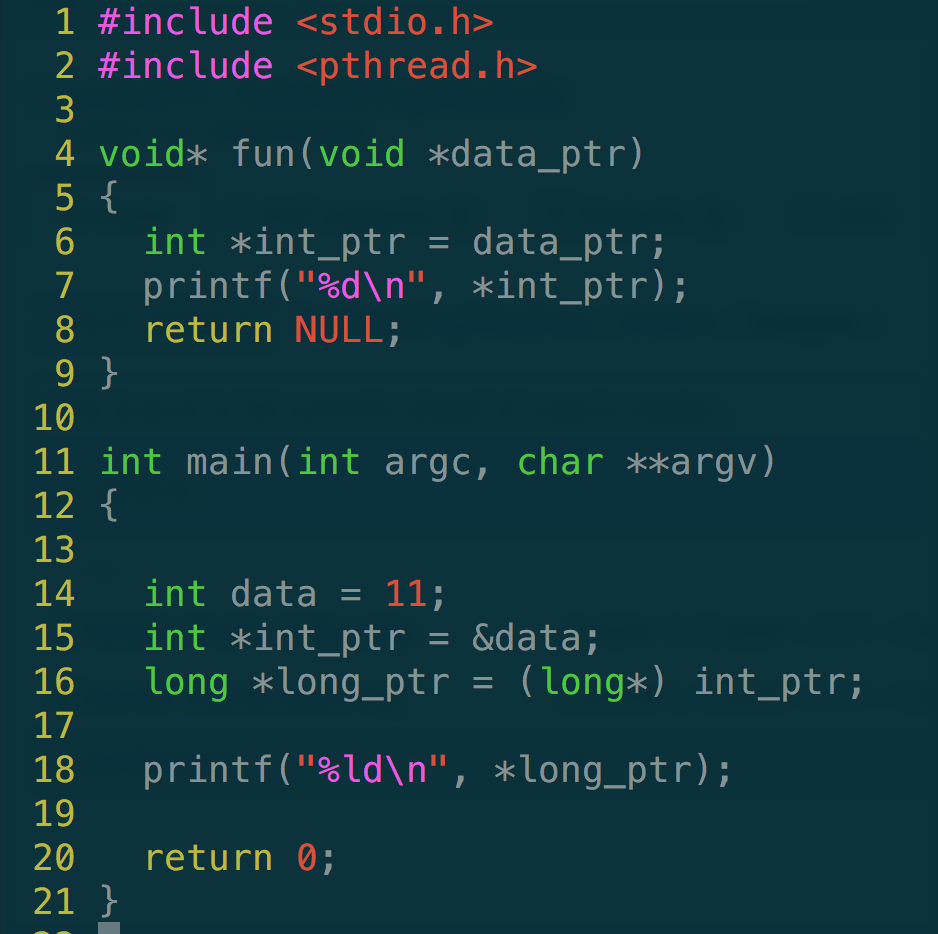 1 #include <stdio.h>
2 #include <pthread.h>
3
4 void* fun(void *data_ptr)
5 {
6   int *int_ptr = data_ptr;
7   printf("%d\n", *int_ptr);
8   return NULL;
9 }
10
11 int main(int argc, char **argv)
12 {
13
14   int data = 11;
15   int *int_ptr = &data;
16   long *long_ptr = (long*) int_ptr;
17
18   printf("%ld\n", *long_ptr);
19
20   return 0;
21 }